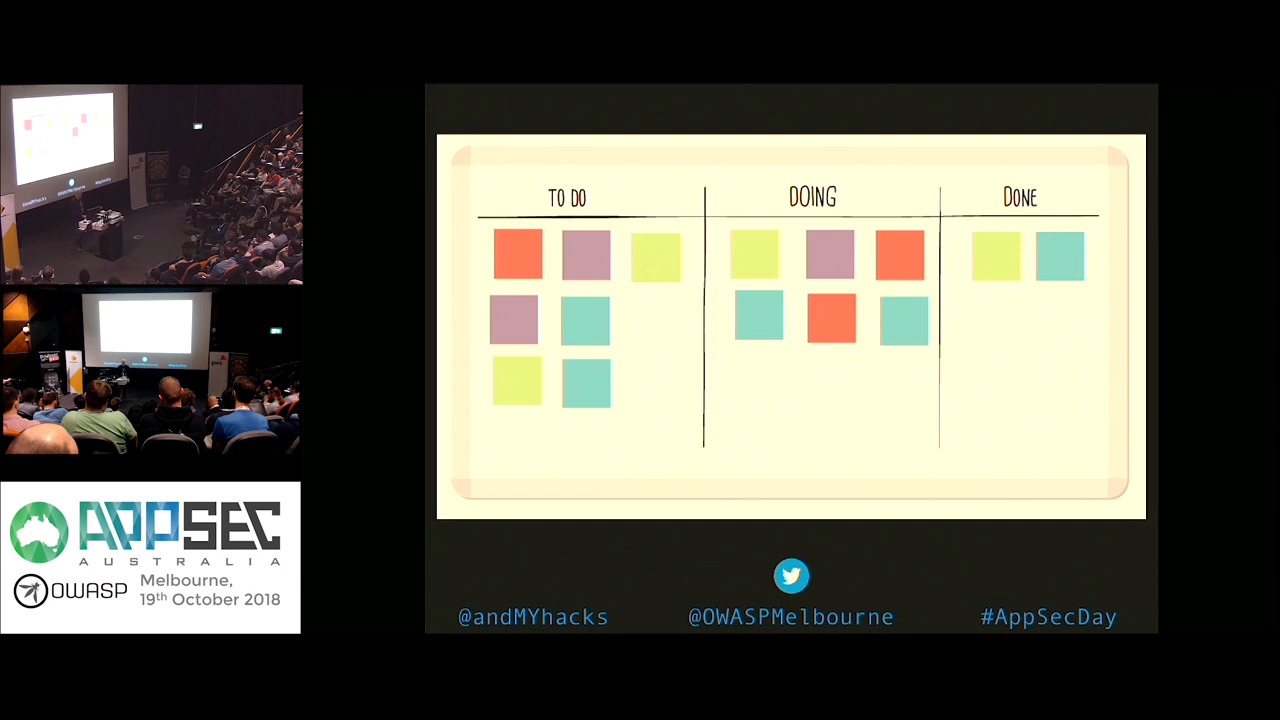 TO DO
DOING
DONE
@andMYhacks
@OWASPMelbourne
#AppSecDay
APPSEC
AUSTRALIA
OWASP
Melbourne,
19th October 2018